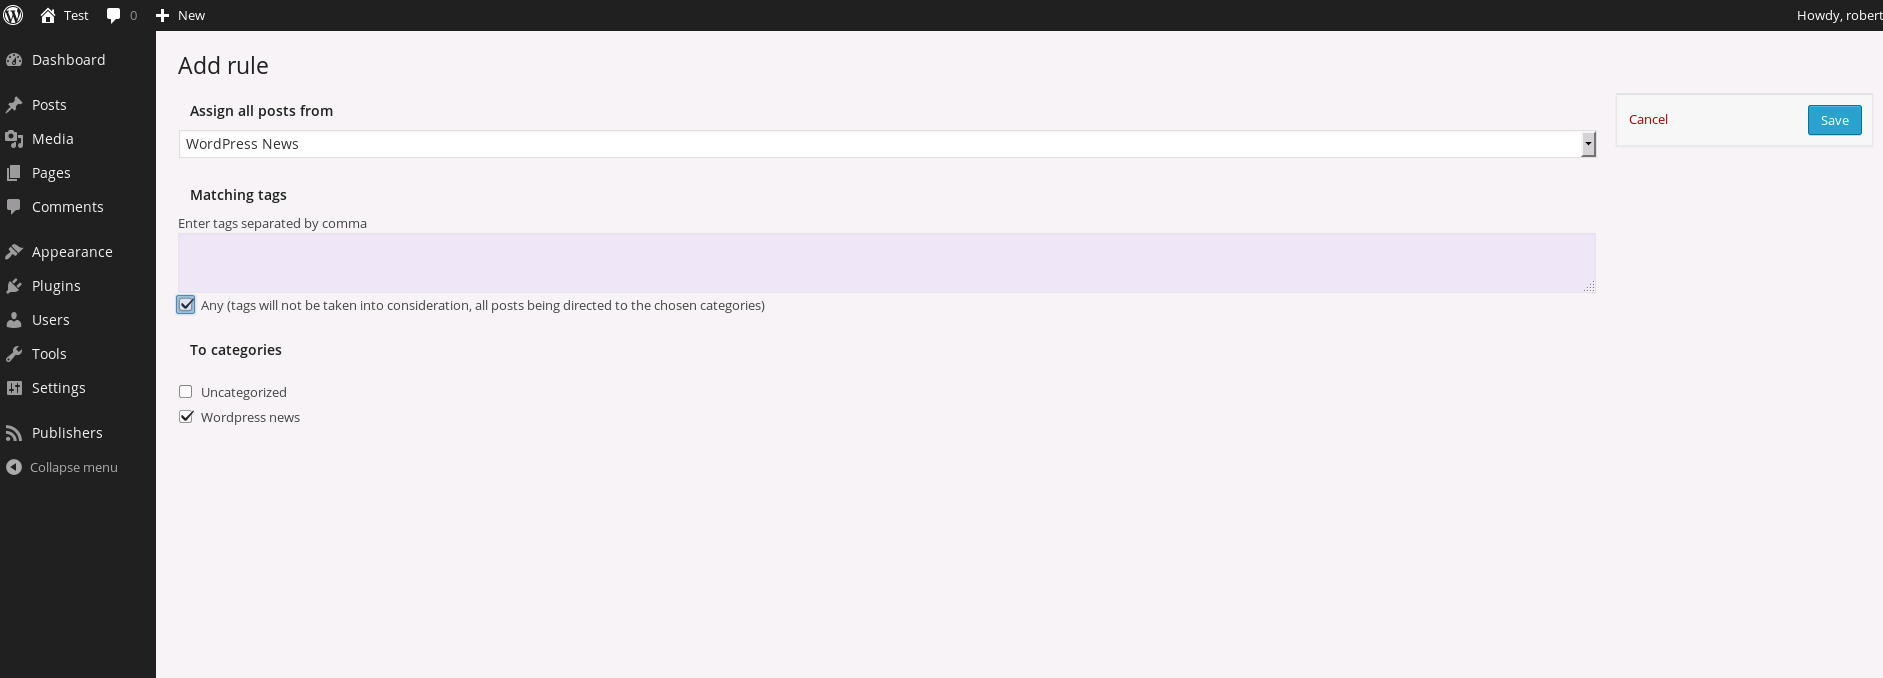 Test 0 New Howdy, robert
Dashboard
Posts
Media
Pages
Comments
Appearance
Plugins
Users
Tools
Settings
Publishers
Collapse menu
Add rule
Assign all posts from
WordPress News
Matching tags
Enter tags separated by comma
Any (tags will not be taken into consideration, all posts being directed to the chosen categories)
To categories
Uncategorized
Wordpress news
Cancel Save